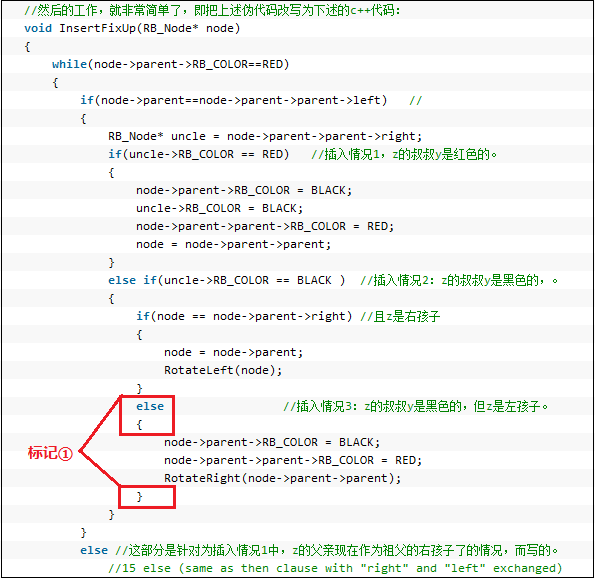 //然后的工作，就非常简单了，即把上述伪代码改写为下述的c++代码:
void InsertFixUp(RB_Node* node)
{
    while(node->parent->RB_COLOR==RED)
    {
        if(node->parent==node->parent->parent->left)   //
        {
            RB_Node* uncle = node->parent->parent->right;
            if(uncle->RB_COLOR == RED)   //插入情况1，z的叔叔y是红色的。
            {
                node->parent->RB_COLOR = BLACK;
                uncle->RB_COLOR = BLACK;
                node->parent->parent->RB_COLOR = RED;
                node = node->parent->parent;
            }
            else if(uncle->RB_COLOR == BLACK )  //插入情况2：z的叔叔y是黑色的，。
            {
                if(node == node->parent->right) //且z是右孩子
                {
                    node = node->parent;
                    RotateLeft(node);
                }
                else                 //插入情况3：z的叔叔y是黑色的，但z是左孩子。
                {
                    node->parent->RB_COLOR = BLACK;
标记①
                    node->parent->parent->RB_COLOR = RED;
                    RotateRight(node->parent->parent);
                }
            }
        }
        else //这部分是针对为插入情况1中，z的父亲现在作为祖父的右孩子了的情况，而写的。
            //15 else (same as then clause with "right" and "left" exchanged)